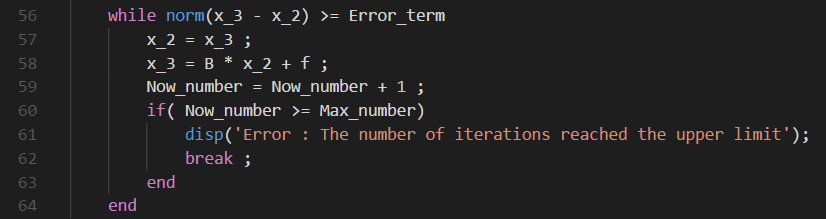 56 while norm(x_3 - x_2) >= Error_term
57 x_2 = x_3 ;
58 x_3 = B * x_2 + f ;
59 Now_number = Now_number + 1 ;
60 if( Now_number >= Max_number)
61 disp('Error : The number of iterations reached the upper limit');
62 break ;
63 end
64 end